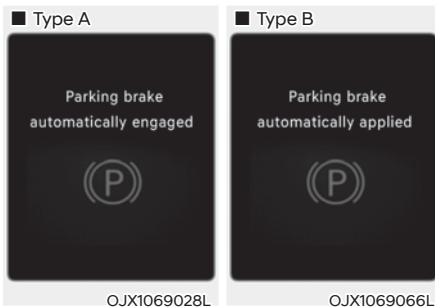 ■ Type A
Parking brake
automatically engaged
(P)
OJX1069028L
■ Type B
Parking brake
automatically applied
(P)
OJX1069066L